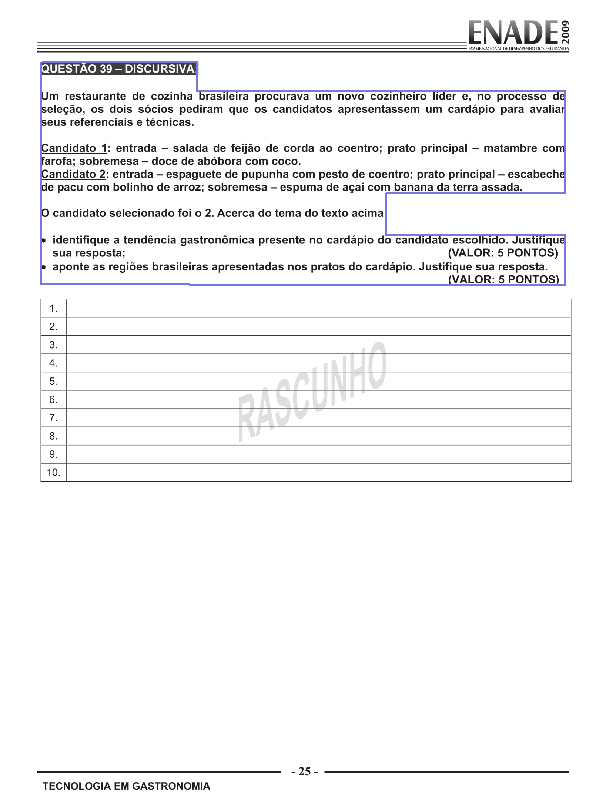 ENADE 2009
EXAME NACIONAL DE DESEMPENHO DOS ESTUDANTES
QUESTÃO 39 – DISCURSIVA
Um restaurante de cozinha brasileira procurava um novo cozinheiro líder e, no processo de
seleção, os dois sócios pediram que os candidatos apresentassem um cardápio para avaliar
seus referenciais e técnicas.
Candidato 1: entrada – salada de feijão de corda ao coentro; prato principal – matambre com
farofa; sobremesa – doce de abóbora com coco.
Candidato 2: entrada – espaguete de pupunha com pesto de coentro; prato principal – escabeche
de pacu com bolinho de arroz; sobremesa – espuma de açaí com banana da terra assada.
O candidato selecionado foi o 2. Acerca do tema do texto acima
• identifique a tendência gastronômica presente no cardápio do candidato escolhido. Justifique
sua resposta; (VALOR: 5 PONTOS)
• aponte as regiões brasileiras apresentadas nos pratos do cardápio. Justifique sua resposta.
(VALOR: 5 PONTOS)
1.
2.
3.
4.
5.
6.
7.
8.
9.
10.
RASCUNHO
- 25 -
TECNOLOGIA EM GASTRONOMIA